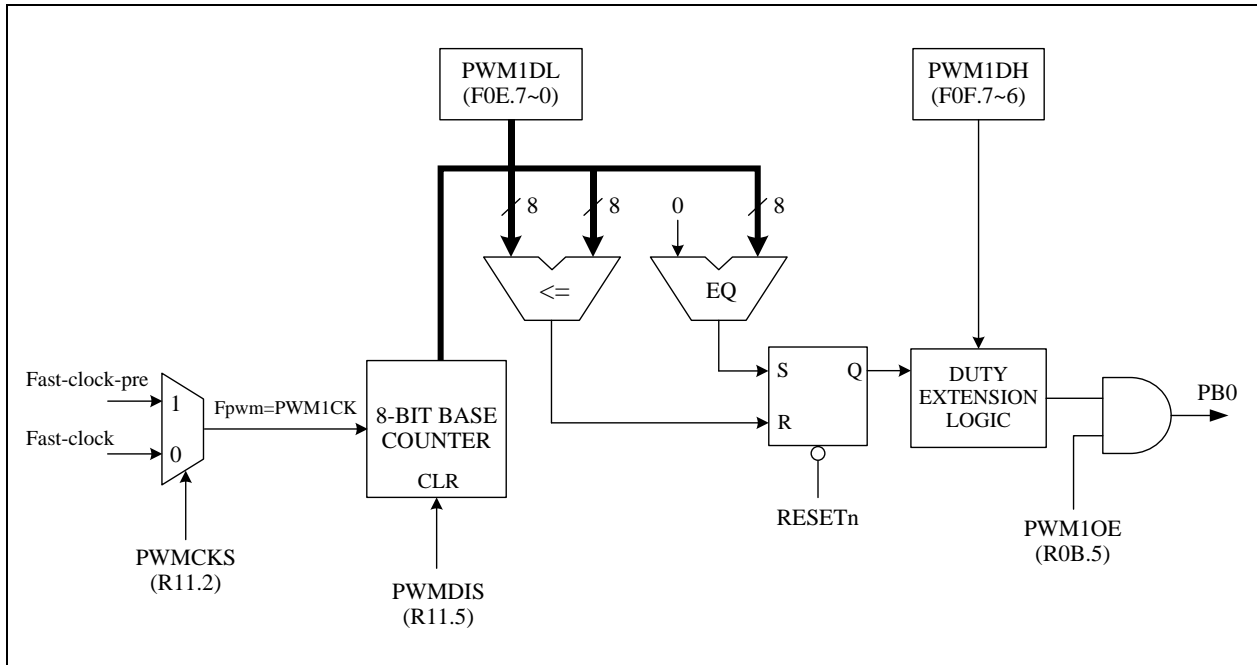 PWM1DL
(F0E.7~0)
PWM1DH
(F0F.7~6)
8
8
0
8
<=
EQ
Fast-clock-pre
1
Fpwm=PWM1CK
Fast-clock
0
8-BIT BASE
COUNTER
CLR
S
Q
R
DUTY
EXTENSION
LOGIC
PB0
RESETn
PWMCKS
(R11.2)
PWMDIS
(R11.5)
PWM1OE
(R0B.5)